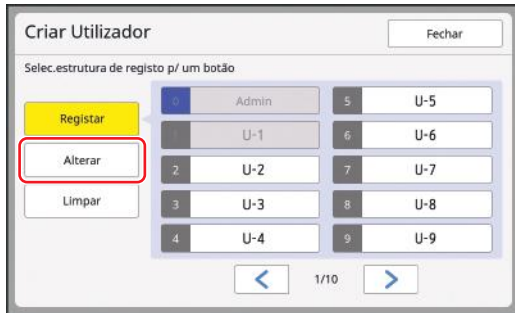 Criar Utilizador
Fechar
Selec.estrutura de registo p/ um botão
Registar
Alterar
Limpar
0 Admin
1 U-1
2 U-2
3 U-3
4 U-4
5 U-5
6 U-6
7 U-7
8 U-8
9 U-9
1/10